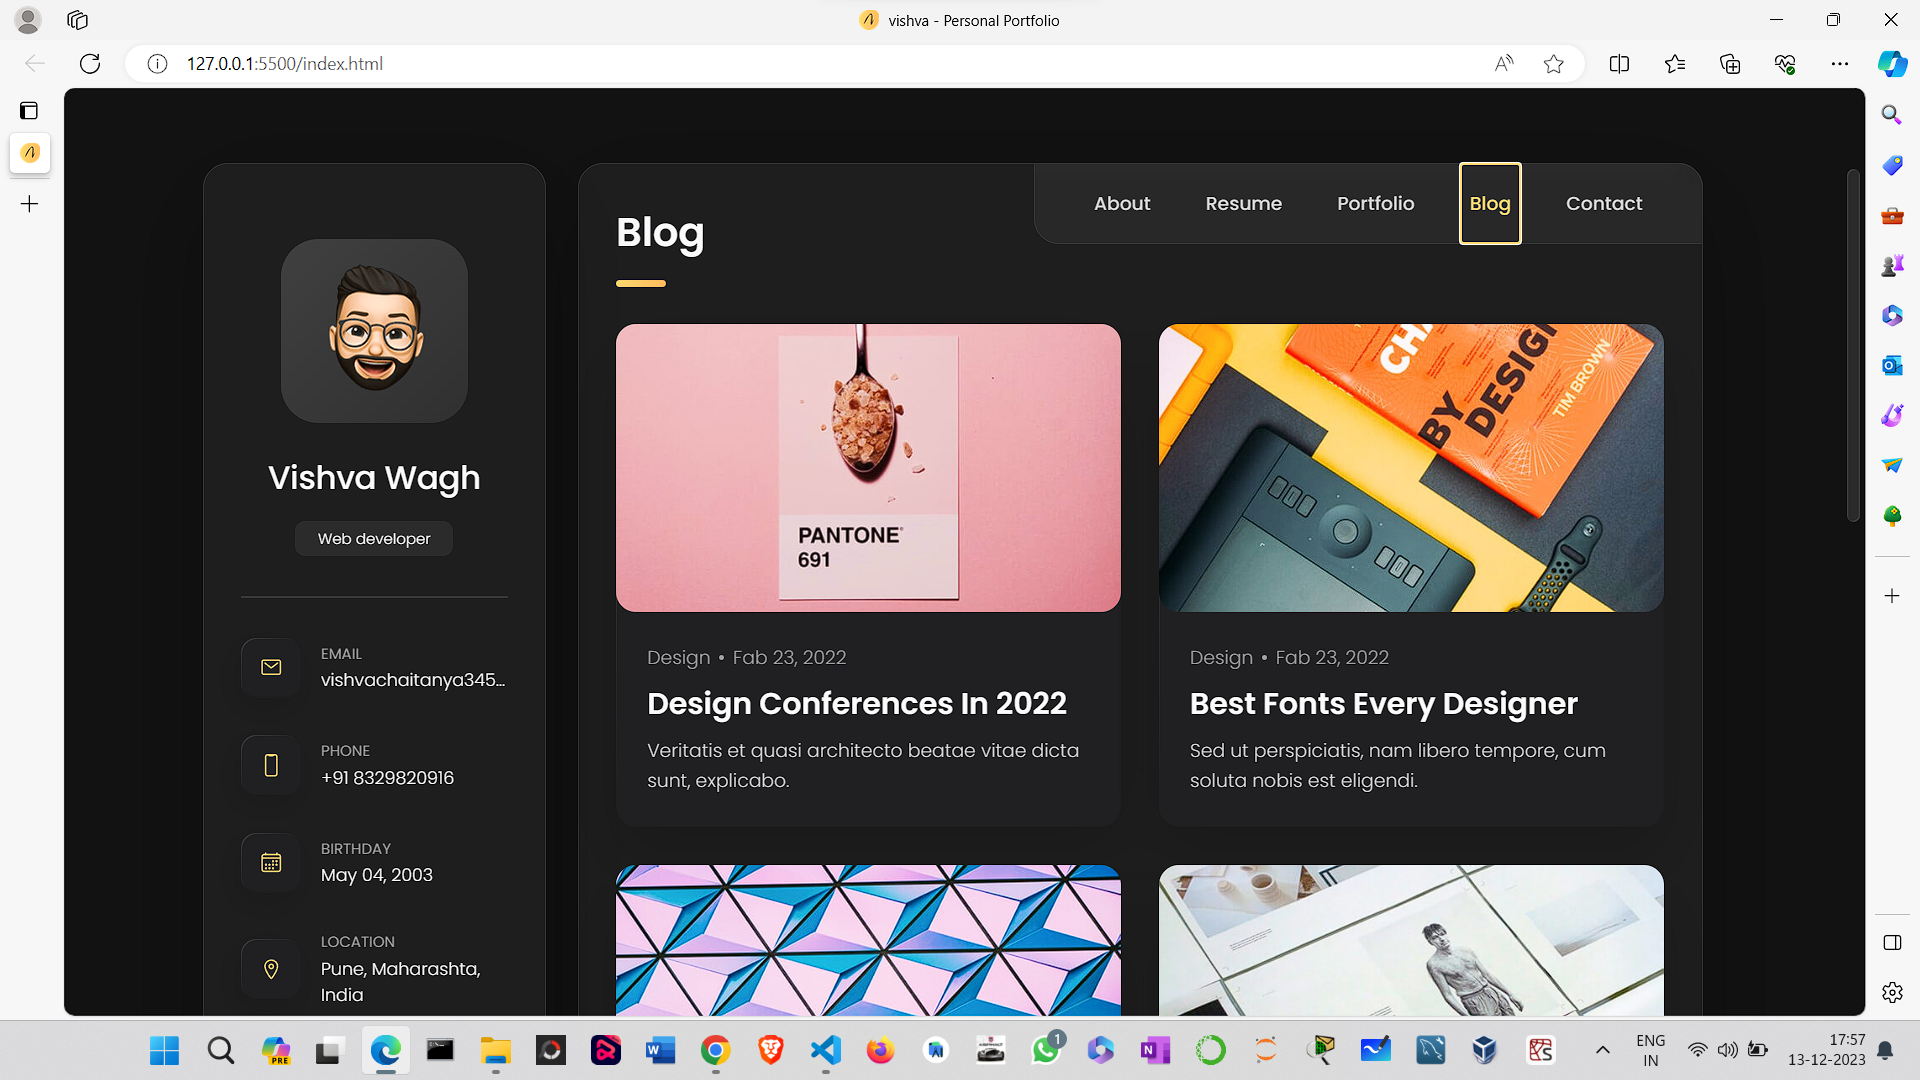 vishva - Personal Portfolio
127.0.0.1:5500/index.html
About
Resume
Portfolio
Blog
Contact
Blog
Vishva Wagh
Web developer
EMAIL
vishvachaitanya345...
PHONE
+91 8329820916
BIRTHDAY
May 04, 2003
LOCATION
Pune, Maharashta,
India
PANTONE®
691
CHA
BY
DESIGN
TIM BROWN
Design • Fab 23, 2022
Design Conferences In 2022
Veritatis et quasi architecto beatae vitae dicta
sunt, explicabo.
Design • Fab 23, 2022
Best Fonts Every Designer
Sed ut perspiciatis, nam libero tempore, cum
soluta nobis est eligendi.
PRE
1
ENG
IN
17:57
13-12-2023